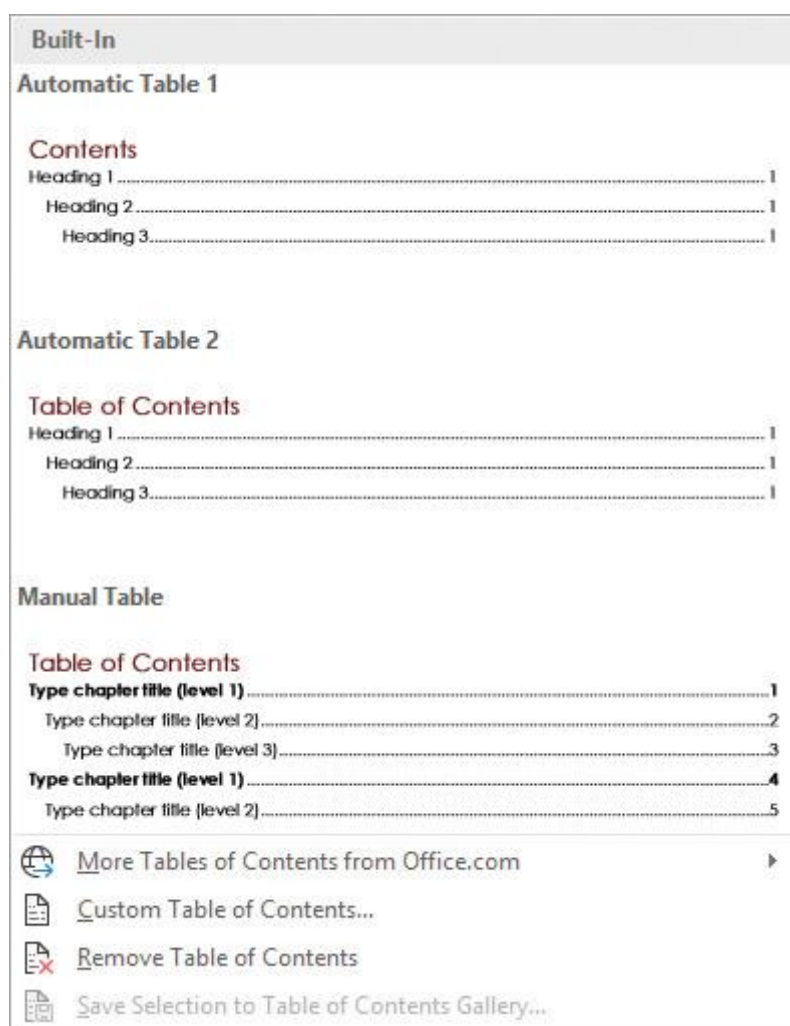 Built-In
Automatic Table 1
Contents
Heading 1........................................................................ 1
Heading 2........................................................................ 1
Heading 3........................................................................ 1
Automatic Table 2
Table of Contents
Heading 1........................................................................ 1
Heading 2........................................................................ 1
Heading 3........................................................................ 1
Manual Table
Table of Contents
Type chapter title (level 1)........................................................................1
Type chapter title (level 2)........................................................................2
Type chapter title (level 3)........................................................................3
Type chapter title (level 1)........................................................................4
Type chapter title (level 2)........................................................................5
More Tables of Contents from Office.com
Custom Table of Contents...
Remove Table of Contents
Save Selection to Table of Contents Gallery...